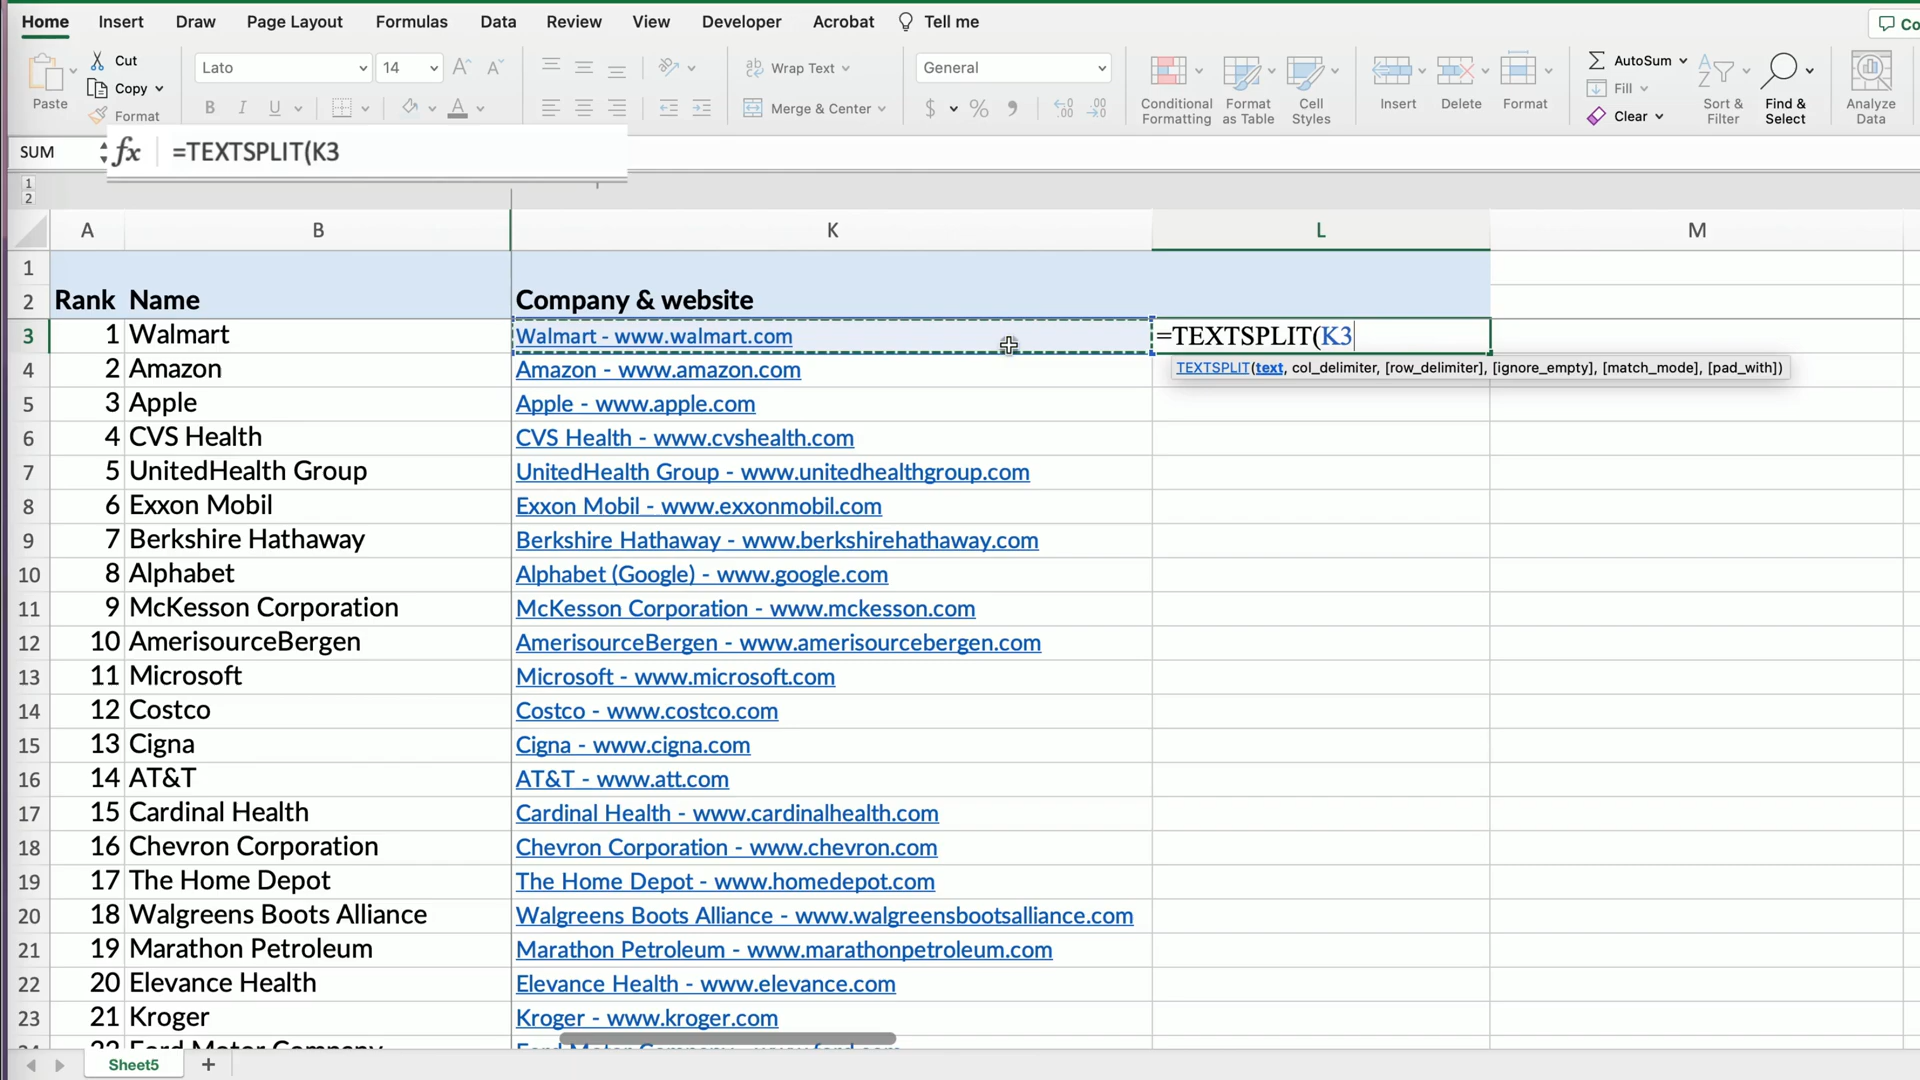 Home Insert Draw Page Layout Formulas Data Review View Developer Acrobat Tell me Co
Paste Cut Copy Format
Lato 14 A A
B I U A
ab Wrap Text
Merge & Center
General
$ %
Conditional Formatting
Format as Table
Cell Styles
Insert Delete Format
AutoSum
Fill
Clear
Sort & Filter
Find & Select
Analyze Data
SUM fx =TEXTSPLIT(K3
1
2
A B K L M
1
2 Rank Name Company & website
3 1 Walmart Walmart - www.walmart.com =TEXTSPLIT(K3
TEXTSPLIT(text, col_delimiter, [row_delimiter], [ignore_empty], [match_mode], [pad_with])
4 2 Amazon Amazon - www.amazon.com
5 3 Apple Apple - www.apple.com
6 4 CVS Health CVS Health - www.cvshealth.com
7 5 UnitedHealth Group UnitedHealth Group - www.unitedhealthgroup.com
8 6 Exxon Mobil Exxon Mobil - www.exxonmobil.com
9 7 Berkshire Hathaway Berkshire Hathaway - www.berkshirehathaway.com
10 8 Alphabet Alphabet (Google) - www.google.com
11 9 McKesson Corporation McKesson Corporation - www.mckesson.com
12 10 AmerisourceBergen AmerisourceBergen - www.amerisourcebergen.com
13 11 Microsoft Microsoft - www.microsoft.com
14 12 Costco Costco - www.costco.com
15 13 Cigna Cigna - www.cigna.com
16 14 AT&T AT&T - www.att.com
17 15 Cardinal Health Cardinal Health - www.cardinalhealth.com
18 16 Chevron Corporation Chevron Corporation - www.chevron.com
19 17 The Home Depot The Home Depot - www.homedepot.com
20 18 Walgreens Boots Alliance Walgreens Boots Alliance - www.walgreensbootsalliance.com
21 19 Marathon Petroleum Marathon Petroleum - www.marathonpetroleum.com
22 20 Elevance Health Elevance Health - www.elevance.com
23 21 Kroger Kroger - www.kroger.com
Sheet5 +